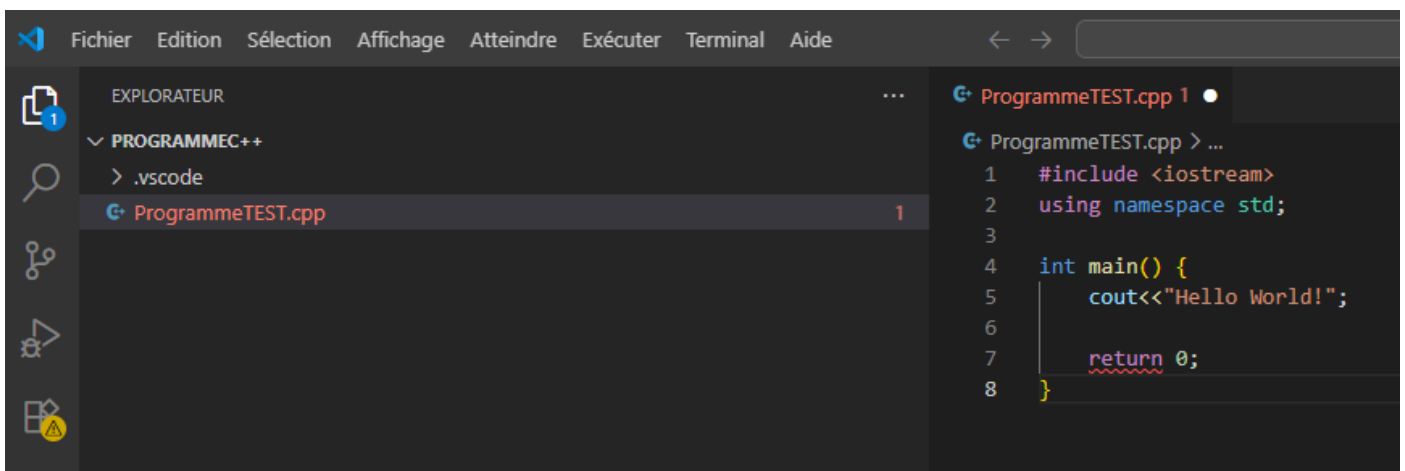 Fichier Edition Sélection Affichage Atteindre Exécuter Terminal Aide
1
EXPLORATEUR
PROGRAMMEC++
.vscode
ProgrammeTEST.cpp 1
ProgrammeTEST.cpp 1
ProgrammeTEST.cpp > ...
1 #include <iostream>
2 using namespace std;
3
4 int main() {
5 cout<<"Hello World!";
6
7 return 0;
8 }